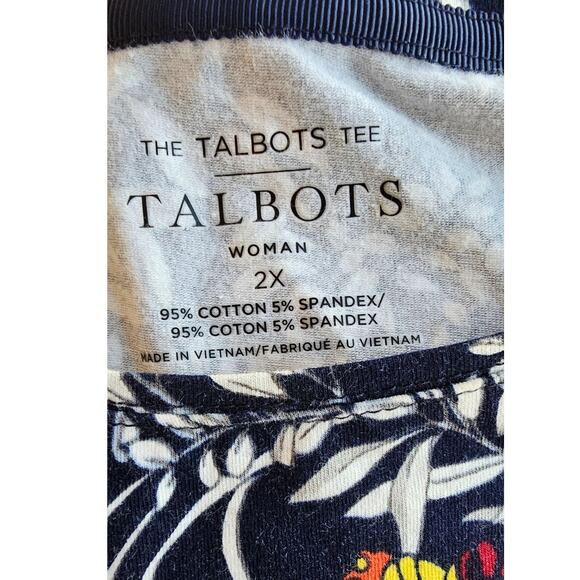 THE TALBOTS TEE
TALBOTS
WOMAN
2X
95% COTTON 5% SPANDEX/
95% COTON 5% SPANDEX
MADE IN VIETNAM/FABRIQUÉ AU VIETNAM